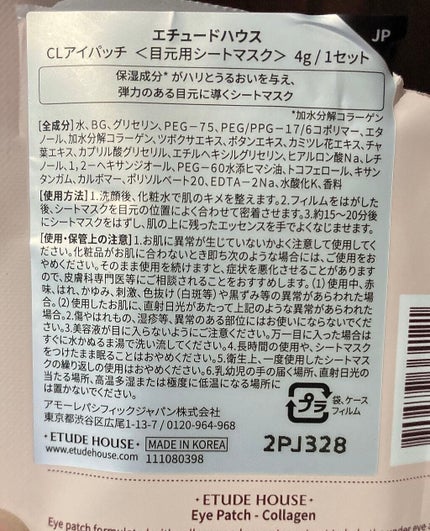 エチュードハウス
JP
CLアイパッチ ＜目元用シートマスク＞ 4g / 1セット
保湿成分* がハリとうるおいを与え、
弾力のある目元に導くシートマスク
*加水分解コラーゲン
[全成分] 水、BG、グリセリン、PEG－75、PEG/PPG－17/6コポリマー、エタ
ノール、加水分解コラーゲン、ツボクサエキス、ボタンエキス、カミツレ花エキス、チャ
葉エキス、カプリル酸グリセリル、エチルヘキシルグリセリン、ヒアルロン酸Na、レチ
ノール、1，2－ヘキサンジオール、PEG－60水添ヒマシ油、トコフェロール、キサ
ンタンガム、カルボマー、ポリソルベート20、EDTA－2Na、水酸化K、香料
[使用方法] 1.洗顔後、化粧水で肌のキメを整えます。2.フィルムをはがした
後、シートマスクを目元の位置によく合わせて密着させます。3.約15～20分後
にシートマスクをはずし、肌の上に残ったエッセンスを手でよくなじませます。
[使用・保管上の注意] 1.お肌に異常が生じていないかよく注意して使用してく
ださい。化粧品がお肌に合わないとき即ち次のような場合には、ご使用をお
やめください。そのまま使用を続けますと、症状を悪化させることがあります
ので、皮膚科専門医等にご相談されることをおすすめします。(1) 使用中、赤
味、はれ、かゆみ、刺激、色抜け(白斑等)や黒ずみ等の異常があらわれた場
合。(2) 使用したお肌に、直射日光があたって上記のような異常があらわれた
場合。2.傷やはれもの、湿疹等、異常のある部位にはお使いにならないでく
ださい。3.美容液が目に入らないようにご注意ください。万一目に入った場合は
すぐに水かぬるま湯で洗い流してください。4.長時間の使用や、シートマスク
をつけたまま眠ることはおやめください。5.衛生上、一度使用したシートマス
クの繰り返しの使用はおやめください。6.乳幼児の手の届く場所、直射日光の
当たる場所、高温多湿または極度に低温になる場所に
は置かないでください。
アモーレパシフィックジャパン株式会社
東京都渋谷区広尾1-13-7 / 0120-964-968
プラ
袋、ケース
フィルム
・ETUDE HOUSE・ MADE IN KOREA
www.etudehouse.com 111080398
2PJ328
・ETUDE HOUSE・
Eye Patch - Collagen
Eye patch formulated